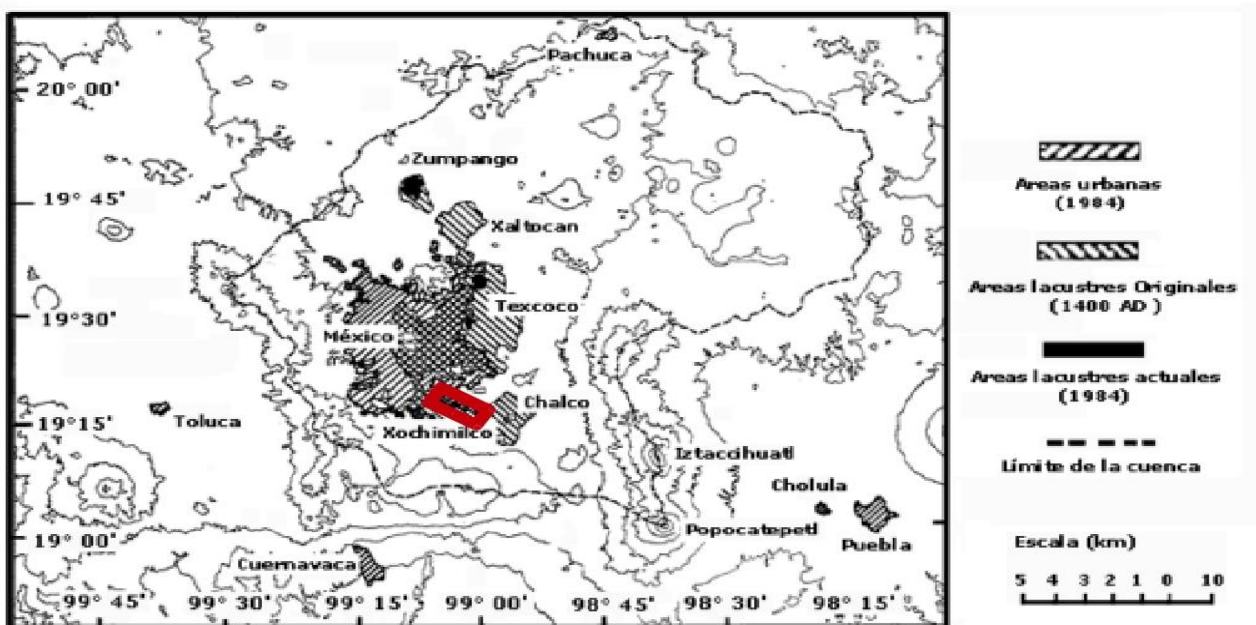 Pachuca
20° 00'
Zumpango
19° 45'
Xaltocan
Texcoco
19°30'
México
Chalco
19°15'
Toluca
Xochimilco
Iztaccihuatl
Cholula
Popocatepetl
Puebla
19° 00'
Cuernavaca
99° 45' 99° 30' 99° 15' 99° 00' 98° 45' 98° 30' 98° 15'
Areas urbanas
(1984)
Areas lacustres Originales
(1400 AD )
Areas lacustres actuales
(1984)
Límite de la cuenca
Escala (km)
5 4 3 2 1 0 10